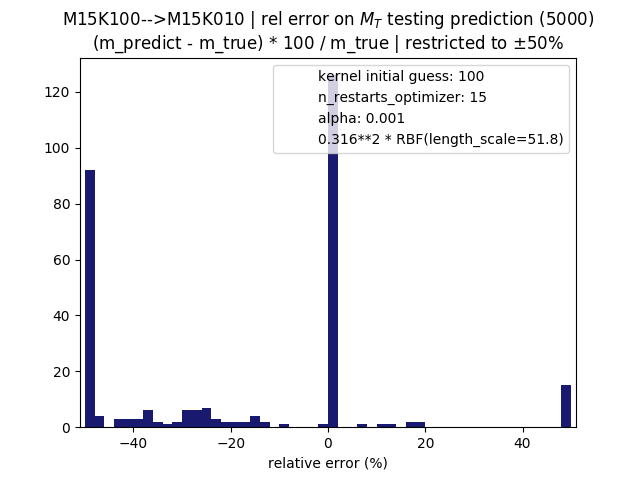 M15K100-->M15K010 | rel error on M_T testing prediction (5000)
(m_predict - m_true) * 100 / m_true | restricted to ±50%
kernel initial guess: 100
n_restarts_optimizer: 15
alpha: 0.001
0.316**2 * RBF(length_scale=51.8)
120
100
80
60
40
20
0
−40 −20 0 20 40
relative error (%)